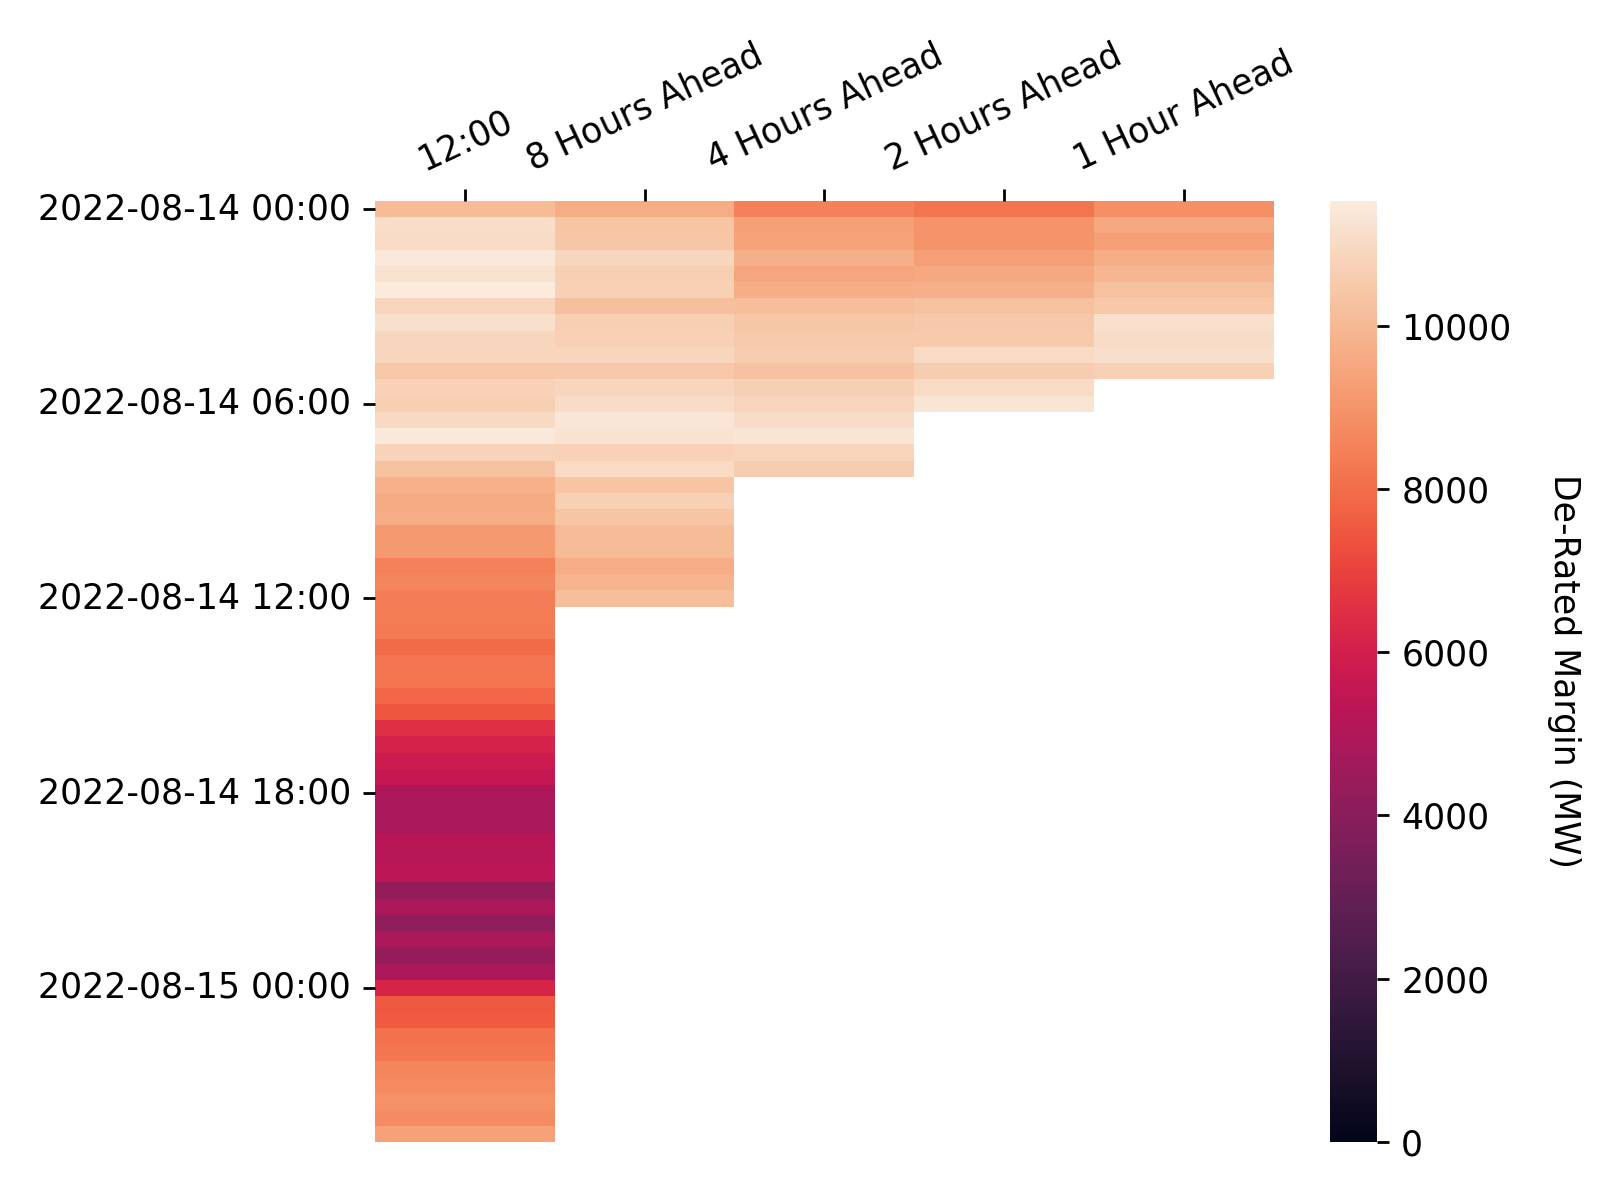 12:00
8 Hours Ahead
4 Hours Ahead
2 Hours Ahead
1 Hour Ahead
2022-08-14 00:00
2022-08-14 06:00
2022-08-14 12:00
2022-08-14 18:00
2022-08-15 00:00
10000
8000
6000
4000
2000
0
De-Rated Margin (MW)